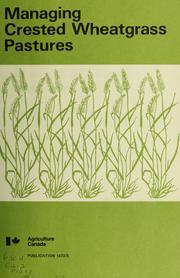 Managing
Crested Wheatgrass
Pastures
Agriculture
Canada
PUBLICATION 1473/E